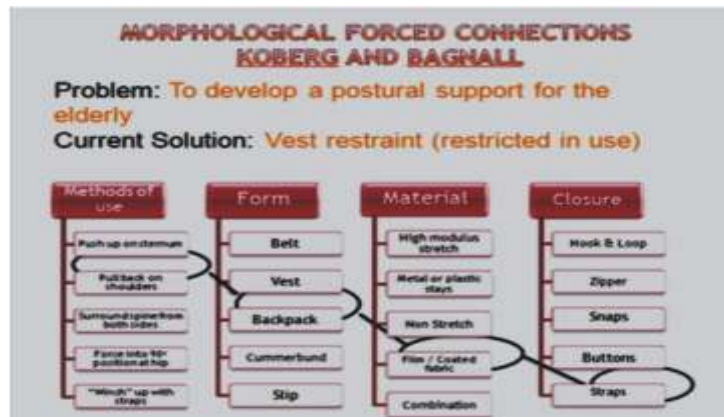 MORPHOLOGICAL FORCED CONNECTIONS
KOBERG AND BAGNALL
Problem: To develop a postural support for the
elderly
Current Solution: Vest restraint (restricted in use)
Methods of
use
Push up on sternum
Pull back on
shoulders
Surround spine from
both sides
Force into 90°
position at hip
"Winch" up with
straps
Form
Belt
Vest
Backpack
Cummerbund
Slip
Material
High modulus
stretch
Metal or plastic
stays
Non Stretch
Film / Coated
fabric
Combination
Closure
Hook & Loop
Zipper
Snaps
Buttons
Straps